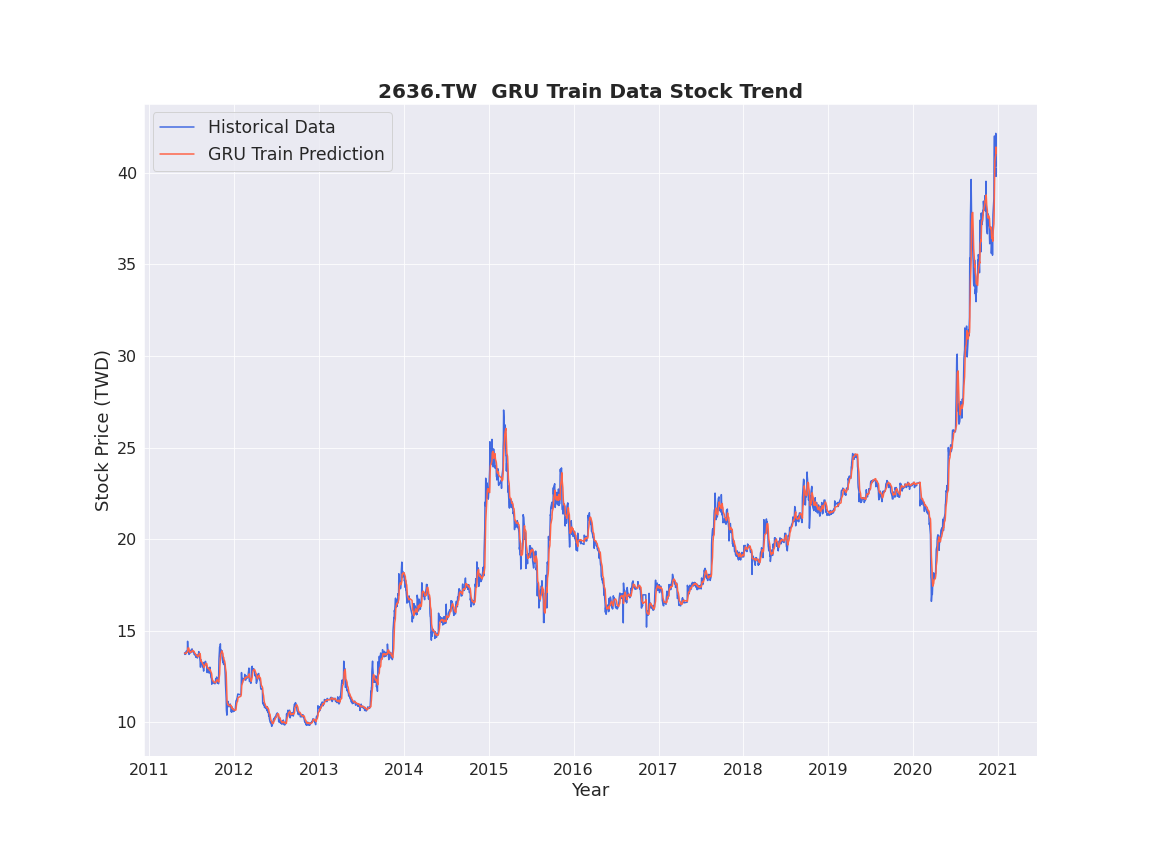 2636.TW  GRU Train Data Stock Trend
Historical Data
GRU Train Prediction
Stock Price (TWD)
40
35
30
25
20
15
10
2011 2012 2013 2014 2015 2016 2017 2018 2019 2020 2021
Year